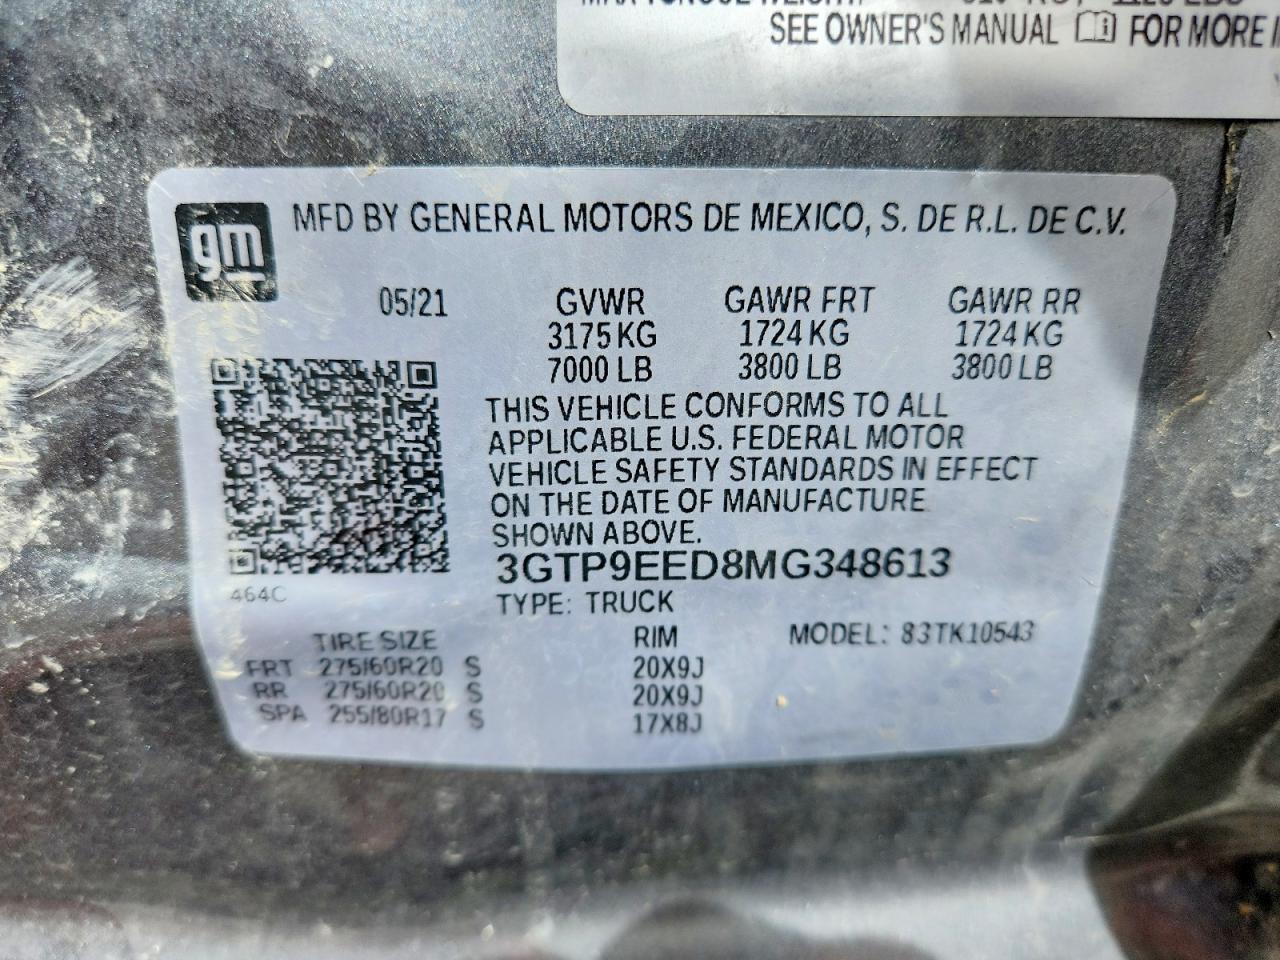 SEE OWNER'S MANUAL FOR MORE
MFD BY GENERAL MOTORS DE MEXICO, S. DE R.L. DE C.V.
gm
05/21 GVWR GAWR FRT GAWR RR
3175 KG 1724 KG 1724 KG
7000 LB 3800 LB 3800 LB
THIS VEHICLE CONFORMS TO ALL
APPLICABLE U.S. FEDERAL MOTOR
VEHICLE SAFETY STANDARDS IN EFFECT
ON THE DATE OF MANUFACTURE
SHOWN ABOVE.
3GTP9EED8MG348613
464C
TYPE: TRUCK
TIRE SIZE RIM MODEL: 83TK10543
FRT 275/60R20 S 20X9J
RR 275/60R20 S 20X9J
SPA 255/80R17 S 17X8J